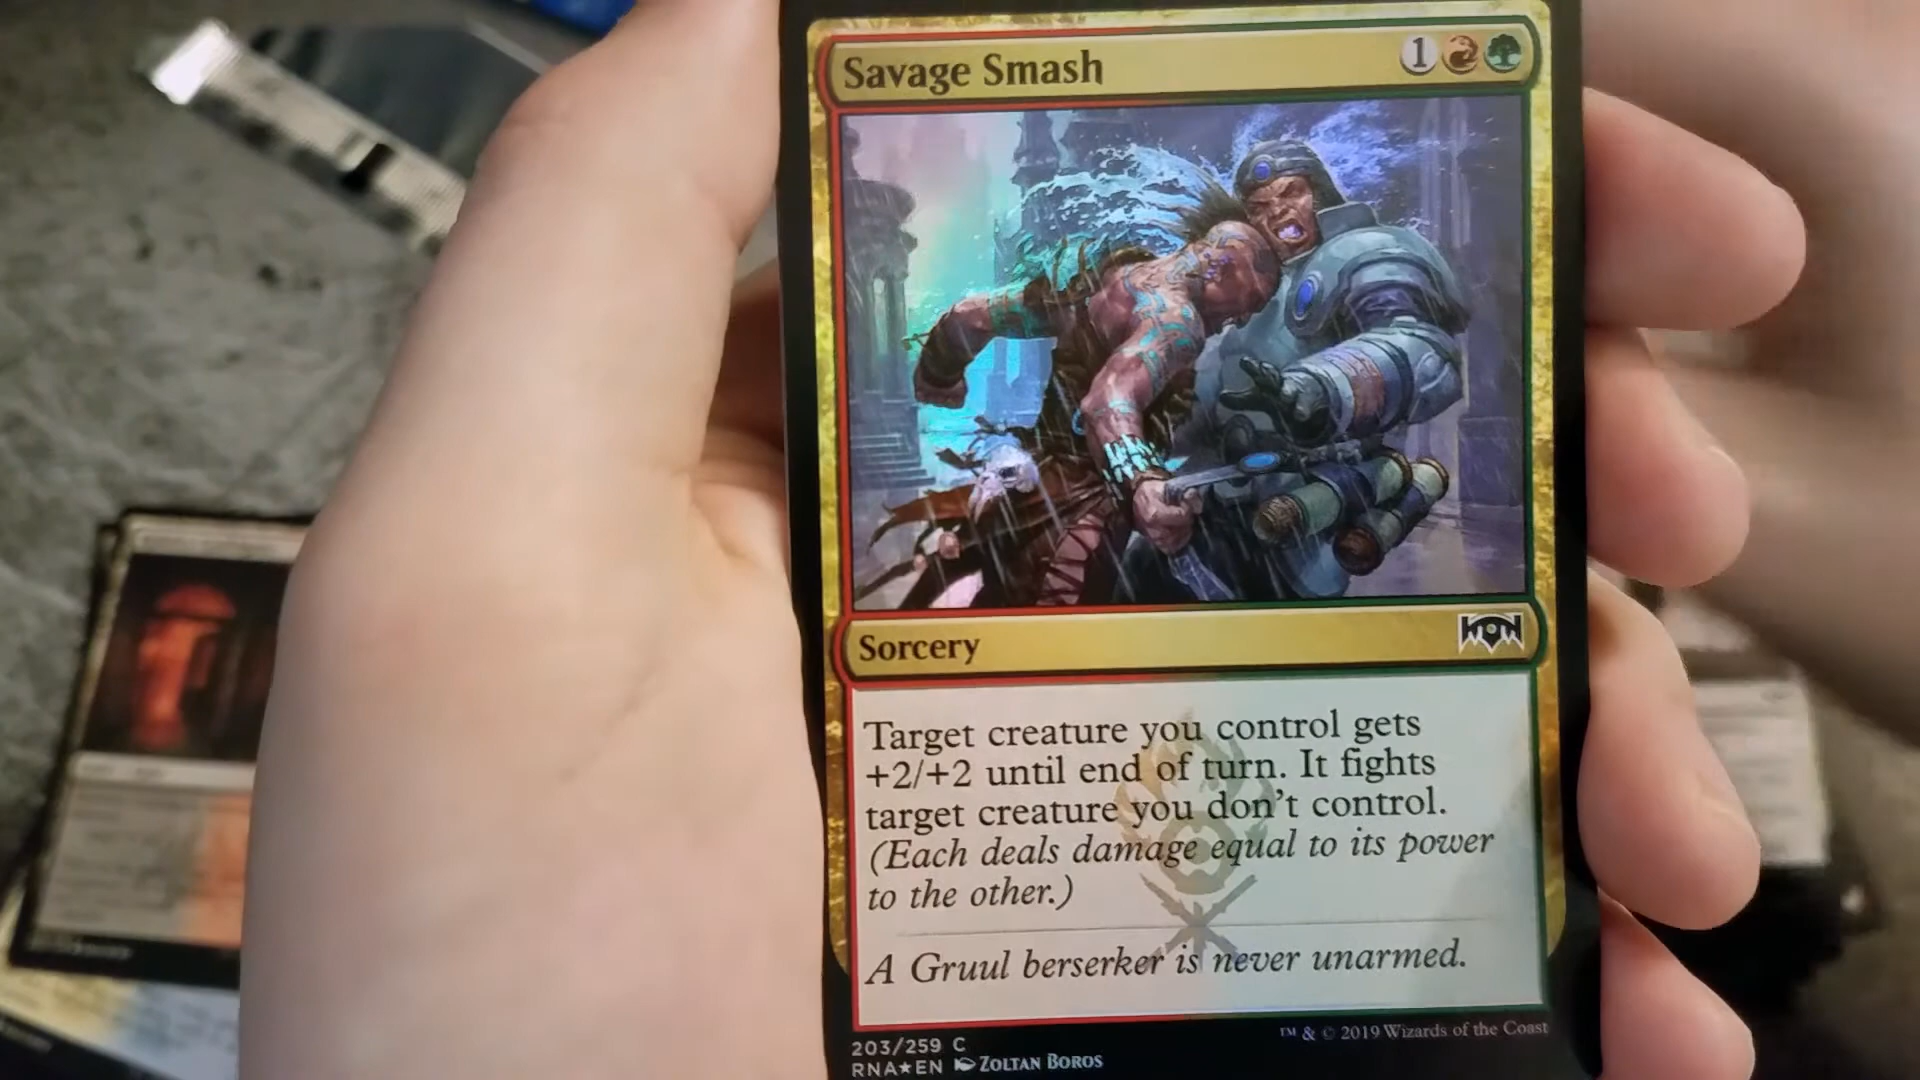 Savage Smash 1
Sorcery
Target creature you control gets
+2/+2 until end of turn. It fights
target creature you don't control.
(Each deals damage equal to its power
to the other.)
A Gruul berserker is never unarmed.
203/259 C
™ & © 2019 Wizards of the Coast
RNA★EN Zoltan Boros